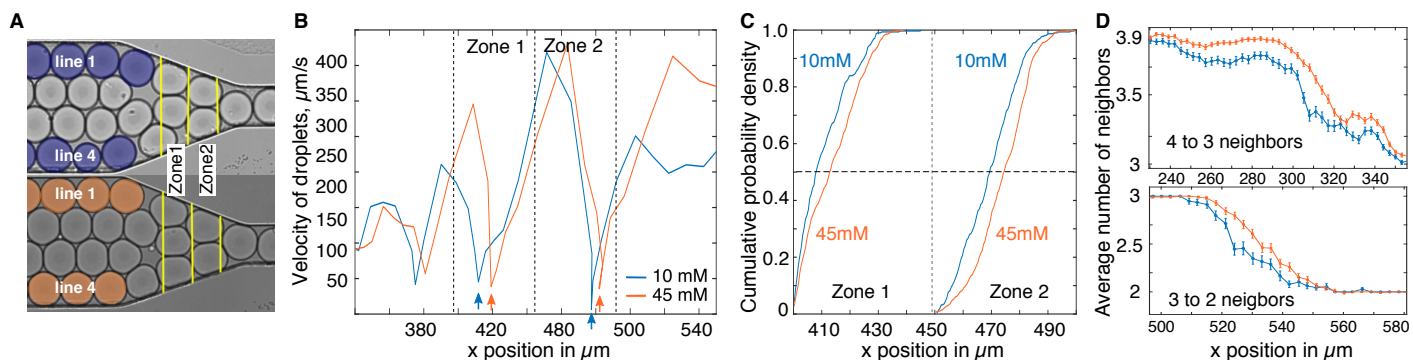 A
line 1
line 4
Zone1
Zone2
line 1
line 4
B
Velocity of droplets, µm/s
400
350
300
250
200
150
100
50
Zone 1
Zone 2
10 mM
45 mM
380
420
480
500
540
x position in µm
C
Cumulative probability density
1
0.8
0.6
0.4
0.2
0
10mM
10mM
45mM
45mM
Zone 1
Zone 2
410
430
450
470
490
x position in µm
D
Average number of neighbors
3.9
3.5
3
4 to 3 neighbors
240
260
280
300
320
340
3
2.5
2
3 to 2 neigbors
500
520
540
560
580
x position in µm